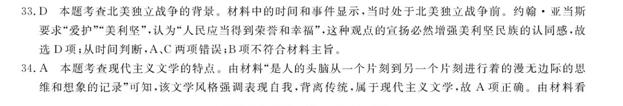 33. D 本题考查北美独立战争的背景。材料中的时间和事件显示,当时处于北美独立战争前。约翰·亚当斯
要求“爱护”“美利坚”,认为“人民应当得到荣誉和幸福”,这种观点的宣扬必然增强美利坚民族的认同感,故
选 D 项;从时间判断,A、C 两项错误;B 项不符合材料主旨。
34. A 本题考查现代主义文学的特点。由材料“是人的头脑从一个片刻到另一个片刻进行着的漫无边际的思
维和想象的记录”可知,该文学风格强调表现自我,背离传统,属于现代主义文学,故 A 项正确。由材料看